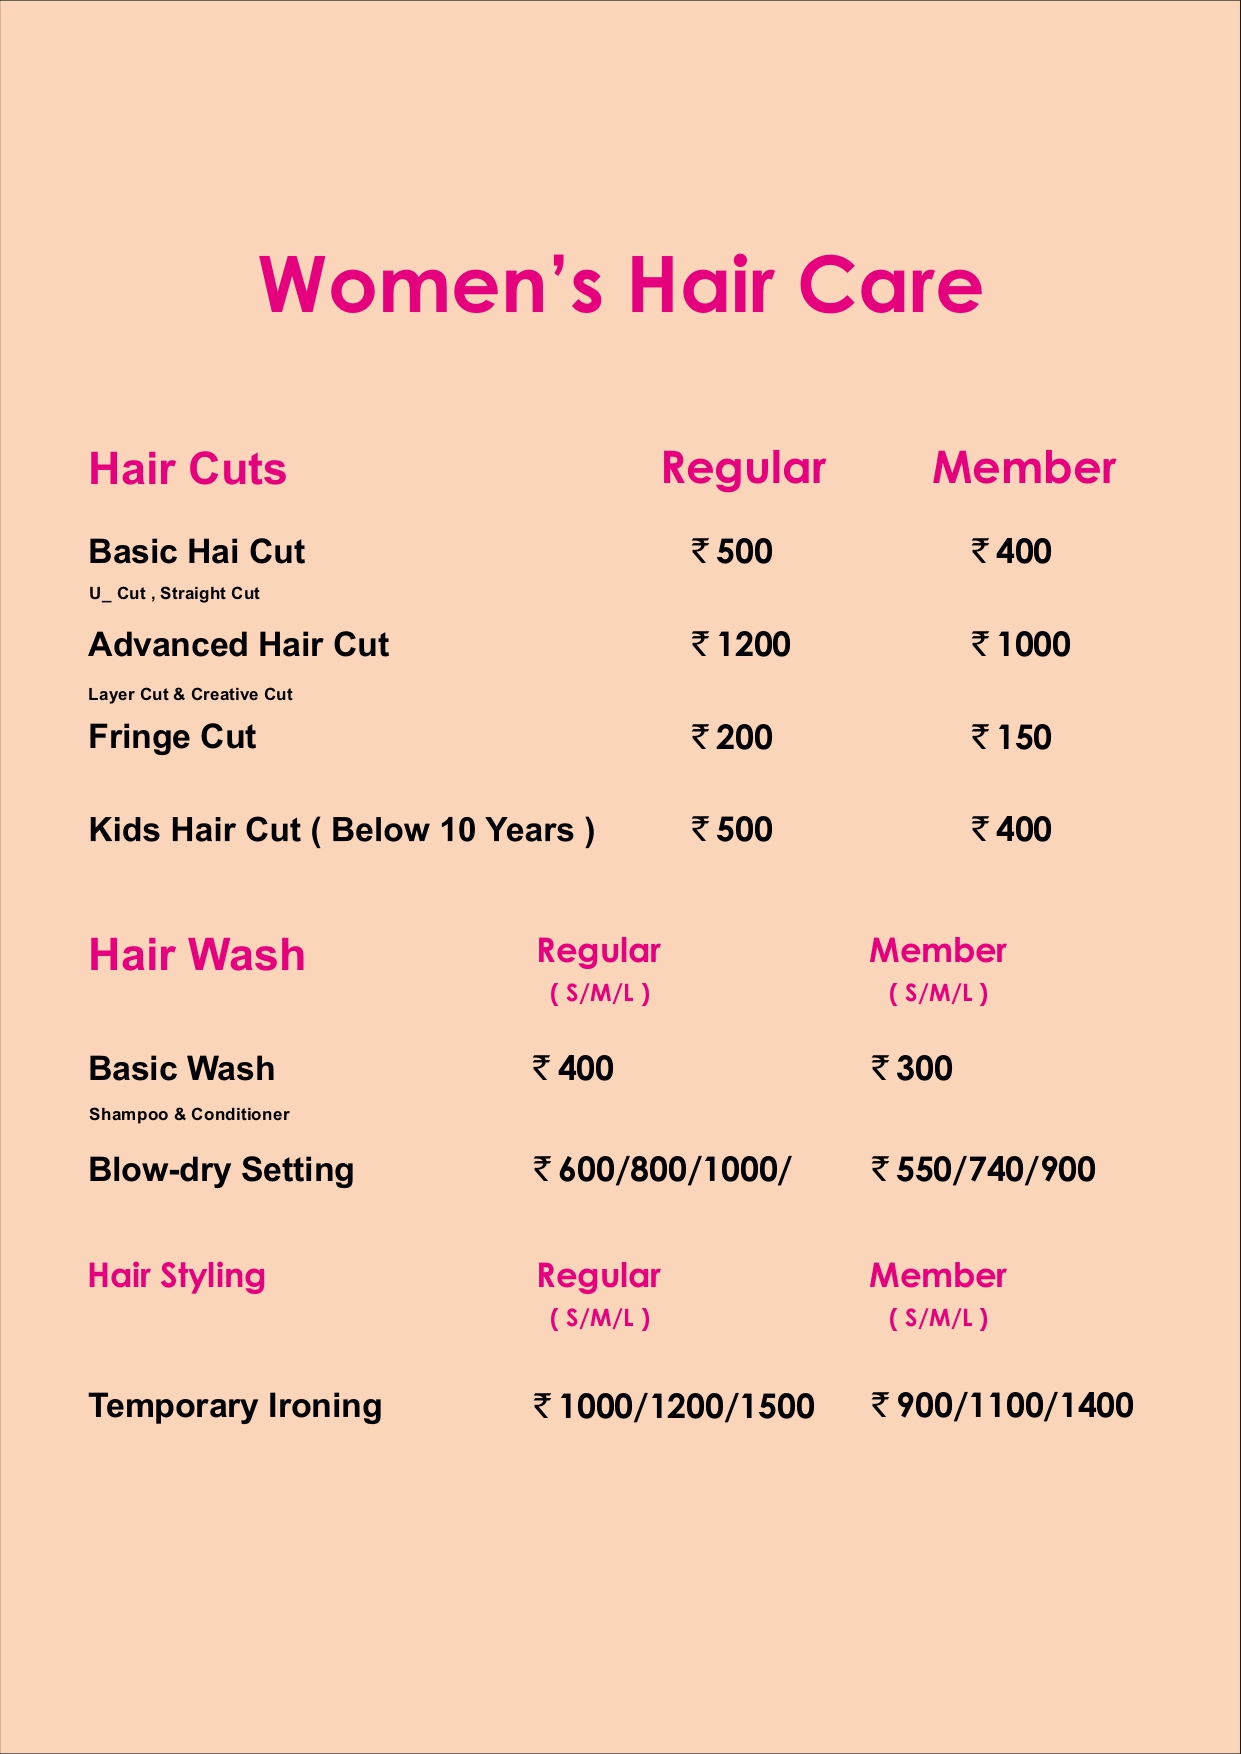 Women’s Hair Care
Hair Cuts Regular Member
Basic Hai Cut ₹ 500 ₹ 400
U_ Cut , Straight Cut
Advanced Hair Cut ₹ 1200 ₹ 1000
Layer Cut & Creative Cut
Fringe Cut ₹ 200 ₹ 150
Kids Hair Cut ( Below 10 Years ) ₹ 500 ₹ 400
Hair Wash Regular Member
( S/M/L ) ( S/M/L )
Basic Wash ₹ 400 ₹ 300
Shampoo & Conditioner
Blow-dry Setting ₹ 600/800/1000/ ₹ 550/740/900
Hair Styling Regular Member
( S/M/L ) ( S/M/L )
Temporary Ironing ₹ 1000/1200/1500 ₹ 900/1100/1400